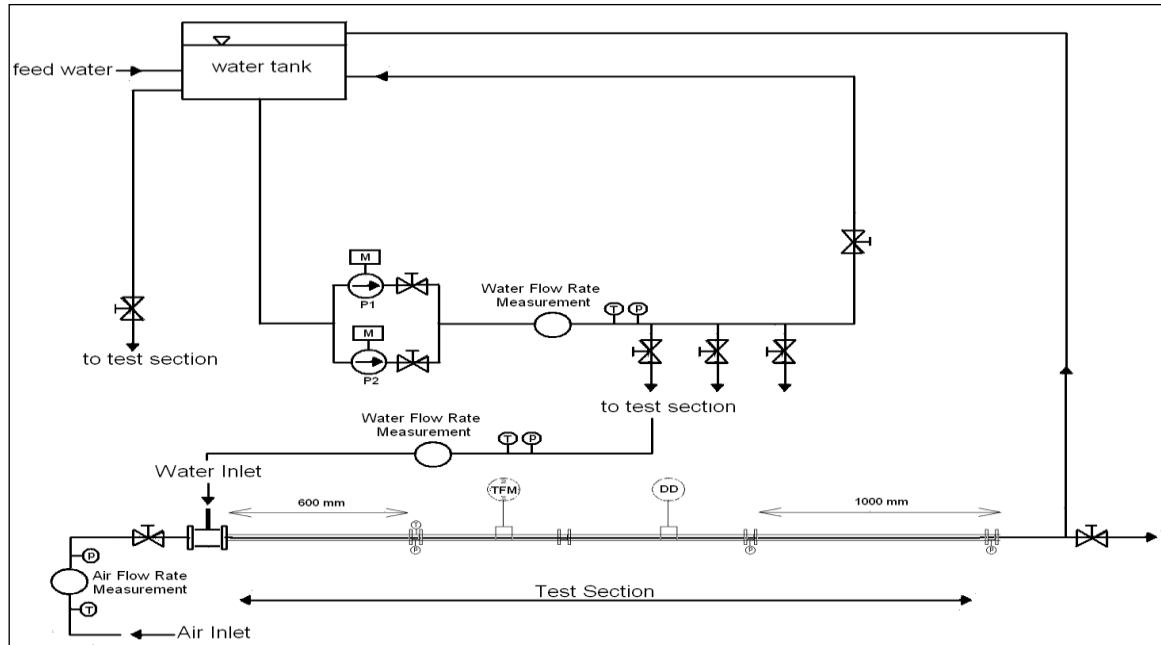 feed water
water tank
M
P1
M
P2
to test section
Water Flow Rate
Measurement
T
P
to test section
Water Flow Rate
Measurement
T
P
Water Inlet
600 mm
TFM
DD
1000 mm
T
P
P
P
P
Air Flow Rate
Measurement
T
Test Section
Air Inlet